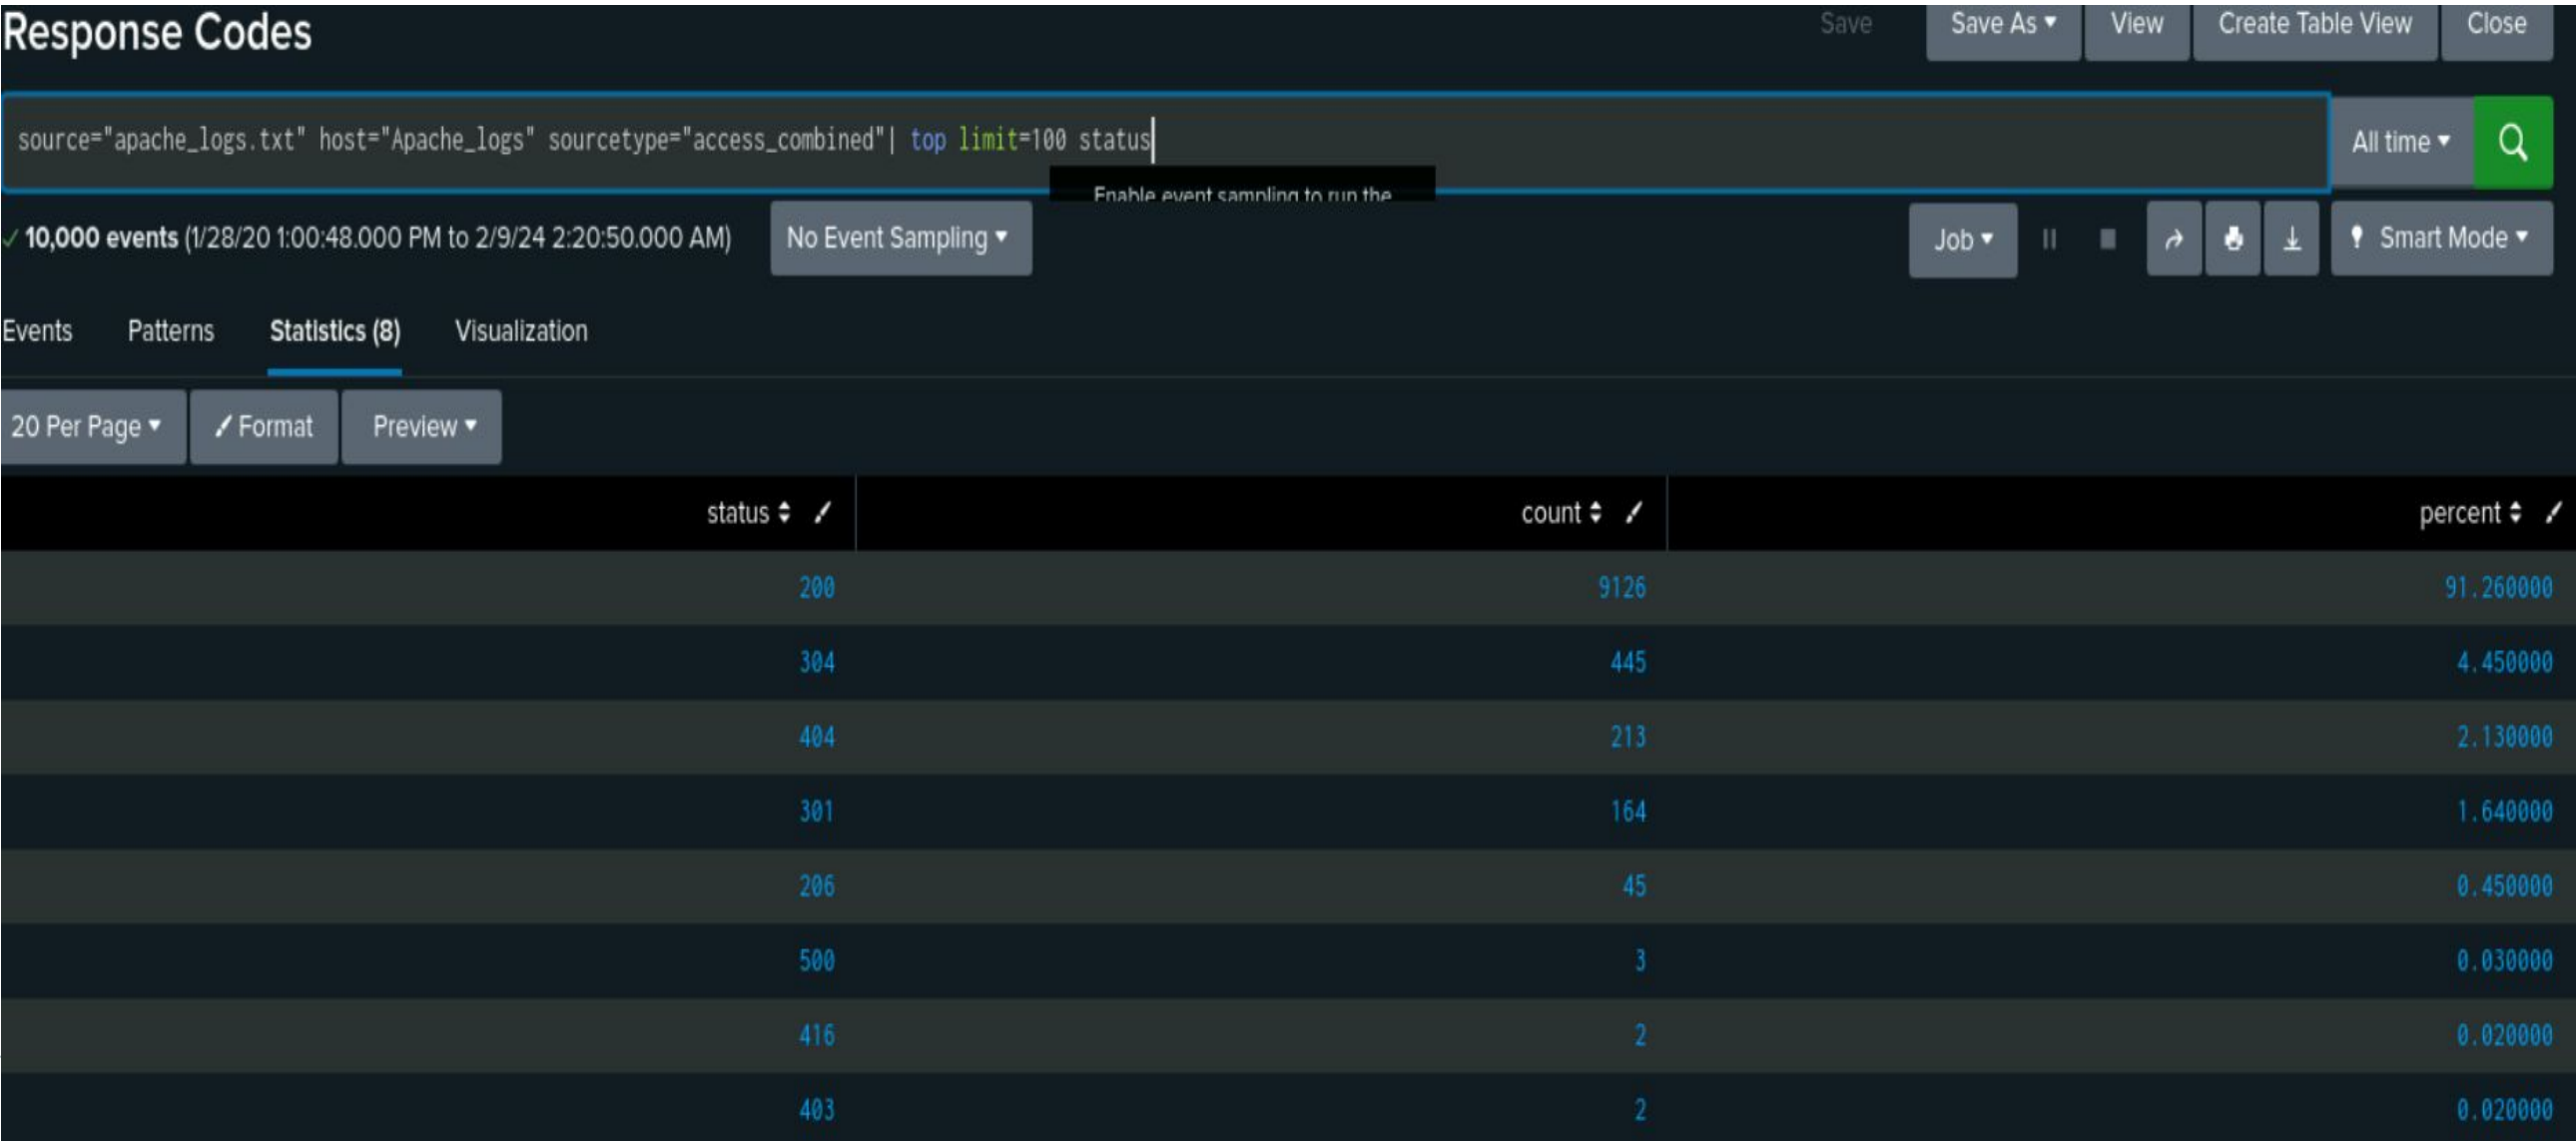 Response Codes
Save Save As View Create Table View Close
source="apache_logs.txt" host="Apache_logs" sourcetype="access_combined"| top limit=100 status
All time
Enable event sampling to run the
10,000 events (1/28/20 1:00:48.000 PM to 2/9/24 2:20:50.000 AM) No Event Sampling Job Smart Mode
Events Patterns Statistics (8) Visualization
20 Per Page Format Preview
status count percent
200 9126 91.260000
304 445 4.450000
404 213 2.130000
301 164 1.640000
206 45 0.450000
500 3 0.030000
416 2 0.020000
403 2 0.020000